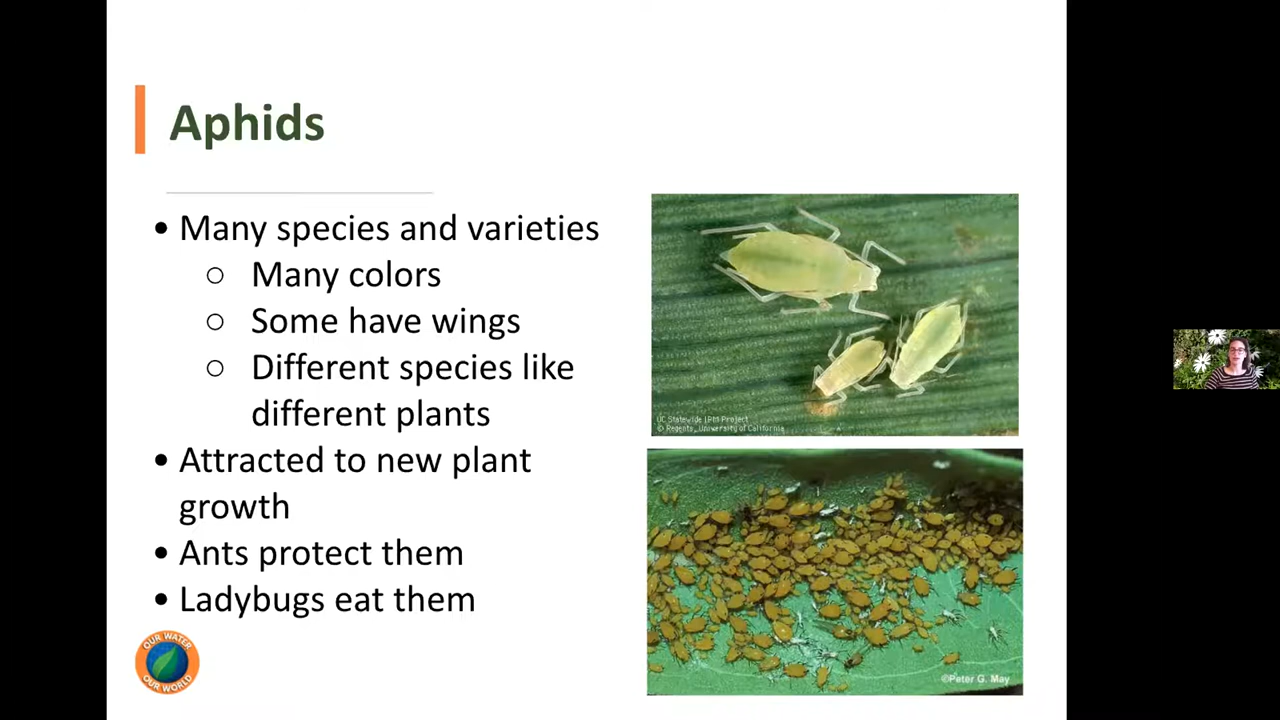 Aphids
• Many species and varieties
○ Many colors
○ Some have wings
○ Different species like
different plants
• Attracted to new plant
growth
• Ants protect them
• Ladybugs eat them
OUR WATER
OUR WORLD
UC Statewide IPM Project
© Regents, University of California
©Peter G. May